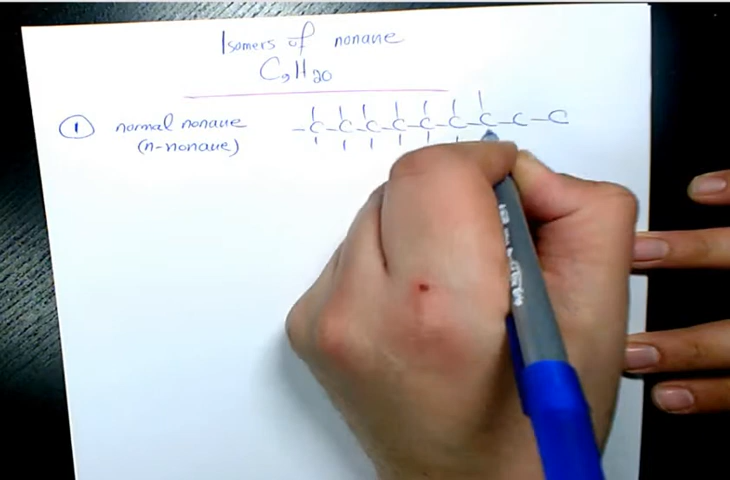 Isomers of nonane
C9H20
① normal nonane
(n-nonane)
-C-C-C-C-C-C-C-C-C